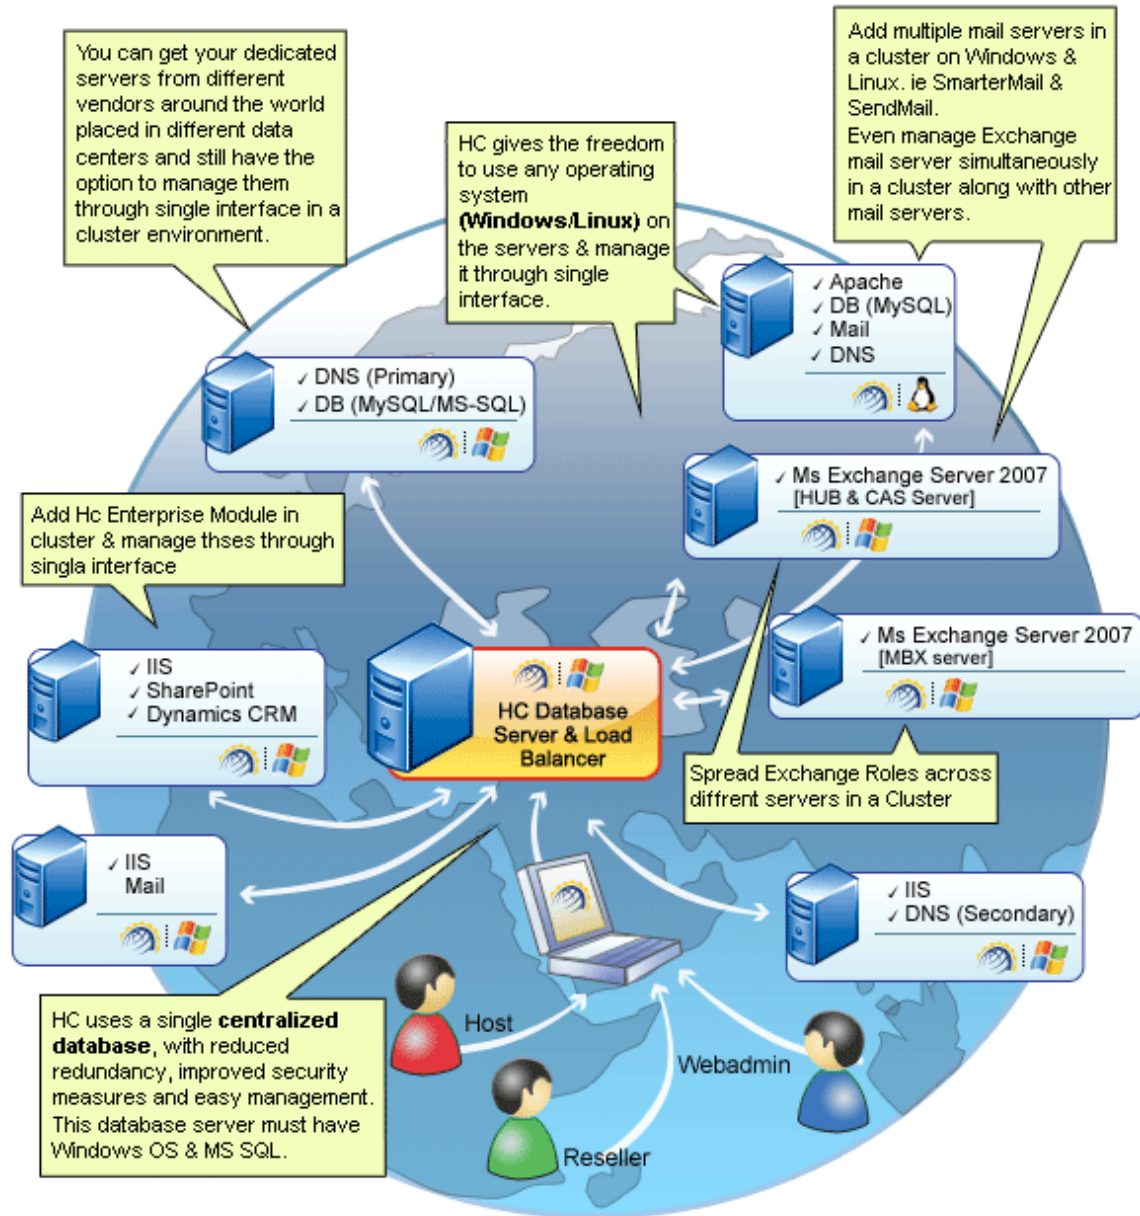 You can get your dedicated
servers from different
vendors around the world
placed in different data
centers and still have the
option to manage them
through single interface in a
cluster environment.
HC gives the freedom
to use any operating
system
(Windows/Linux) on
the servers & manage
it through single
interface.
Add multiple mail servers in
a cluster on Windows &
Linux. ie SmarterMail &
SendMail.
Even manage Exchange
mail server simultaneously
in a cluster along with other
mail servers.
✓ Apache
✓ DB (MySQL)
✓ Mail
✓ DNS
✓ DNS (Primary)
✓ DB (MySQL/MS-SQL)
✓ Ms Exchange Server 2007
[HUB & CAS Server]
Add Hc Enterprise Module in
cluster & manage thses through
singla interface
✓ Ms Exchange Server 2007
[MBX server]
✓ IIS
✓ SharePoint
✓ Dynamics CRM
HC Database
Server & Load
Balancer
Spread Exchange Roles across
diffrent servers in a Cluster
✓ IIS
Mail
✓ IIS
✓ DNS (Secondary)
HC uses a single centralized
database, with reduced
redundancy, improved security
measures and easy management.
This database server must have
Windows OS & MS SQL.
Host
Webadmin
Reseller